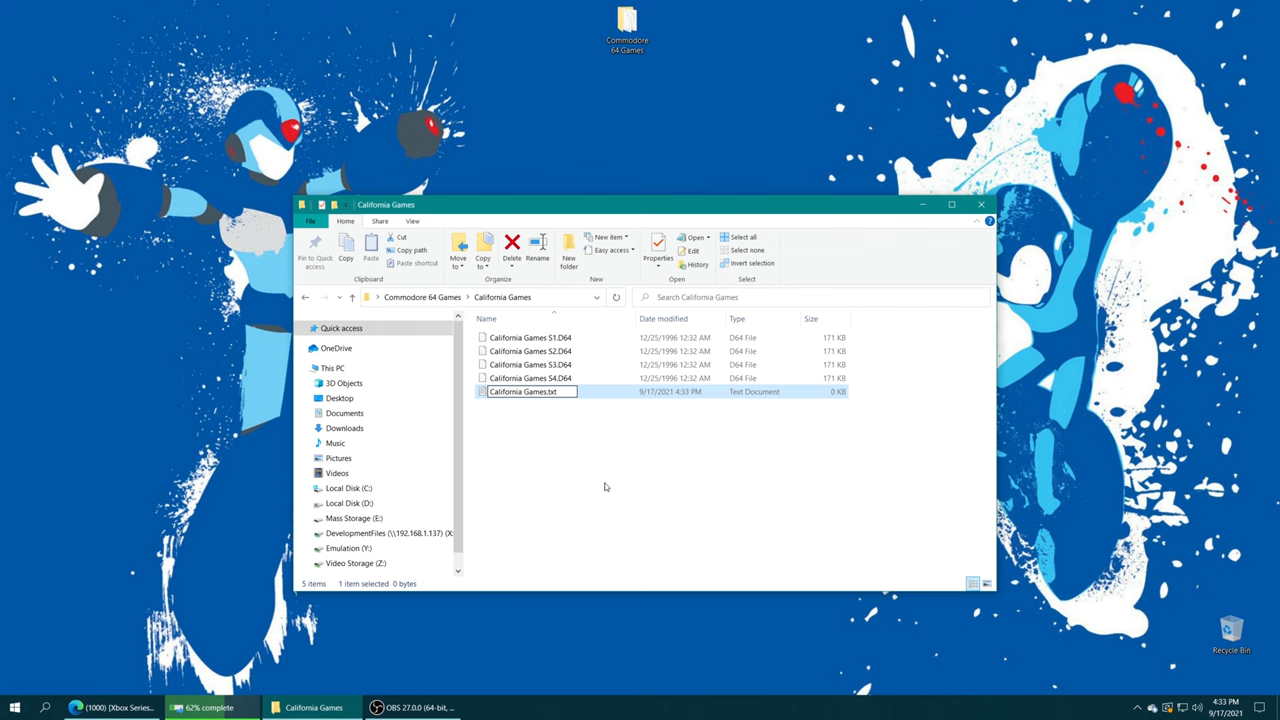 Commodore
64 Games
California Games
File
Home
Share
View
Pin to Quick
access
Copy
Paste
Cut
Copy path
Paste shortcut
Clipboard
Move
to
Copy
to
Delete
Rename
Organize
New
folder
New item
Easy access
New
Properties
Open
Edit
History
Open
Select all
Select none
Invert selection
Select
Commodore 64 Games
California Games
Search California Games
Name
Date modified
Type
Size
California Games S1.D64 12/25/1996 12:32 AM D64 File 171 KB
California Games S2.D64 12/25/1996 12:32 AM D64 File 171 KB
California Games S3.D64 12/25/1996 12:32 AM D64 File 171 KB
California Games S4.D64 12/25/1996 12:32 AM D64 File 171 KB
California Games.txt 9/17/2021 4:33 PM Text Document 0 KB
Quick access
OneDrive
This PC
3D Objects
Desktop
Documents
Downloads
Music
Pictures
Videos
Local Disk (C:)
Local Disk (D:)
Mass Storage (E:)
DevelopmentFiles (\\192.168.1.137) (X:
Emulation (Y:)
Video Storage (Z:)
5 items
1 item selected 0 bytes
Recycle Bin
(1000) [Xbox Series...
62% complete
California Games
OBS 27.0.0 (64-bit, ...
4:33 PM
9/17/2021